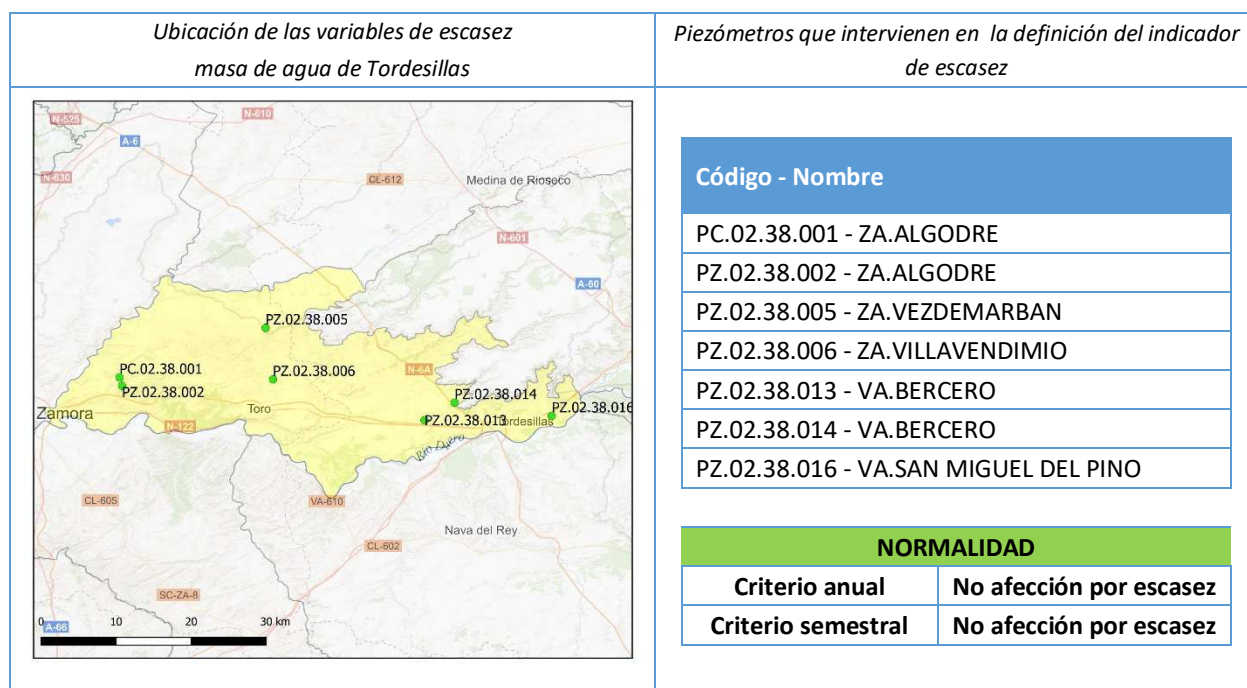 Ubicación de las variables de escasez
masa de agua de Tordesillas
Piezómetros que intervienen en la definición del indicador
de escasez
N-525
N-610
A-6
N-630
CL-612
Medina de Rioseco
N-601
A-60
PZ.02.38.005
N-6A
PC.02.38.001
PZ.02.38.002
PZ.02.38.006
PZ.02.38.014
PZ.02.38.016
Zamora
Toro
PZ.02.38.013
Tordesillas
N-122
Río Duero
CL-605
VA-610
Nava del Rey
CL-602
SC-ZA-8
A-66
0 10 20 30 km
Código - Nombre
PC.02.38.001 - ZA.ALGODRE
PZ.02.38.002 - ZA.ALGODRE
PZ.02.38.005 - ZA.VEZDEMARBAN
PZ.02.38.006 - ZA.VILLAVENDIMIO
PZ.02.38.013 - VA.BERCERO
PZ.02.38.014 - VA.BERCERO
PZ.02.38.016 - VA.SAN MIGUEL DEL PINO
NORMALIDAD
Criterio anual No afección por escasez
Criterio semestral No afección por escasez